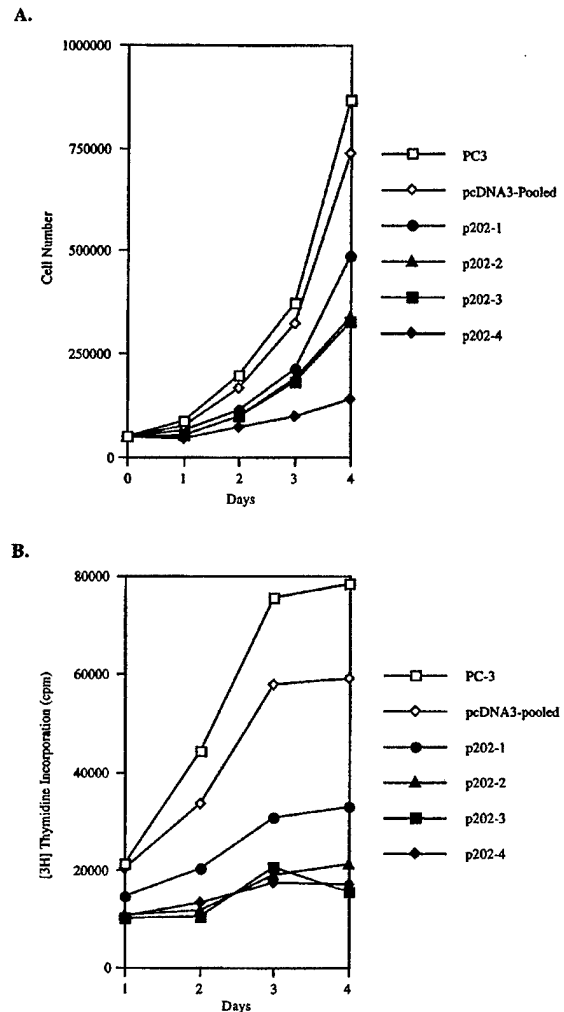 A.
1000000
750000
500000
250000
0
Cell Number
0 1 2 3 4
Days
PC3
pcDNA3-Pooled
p202-1
p202-2
p202-3
p202-4
B.
80000
60000
40000
20000
0
[3H] Thymidine Incorporation (cpm)
1 2 3 4
Days
PC-3
pcDNA3-pooled
p202-1
p202-2
p202-3
p202-4